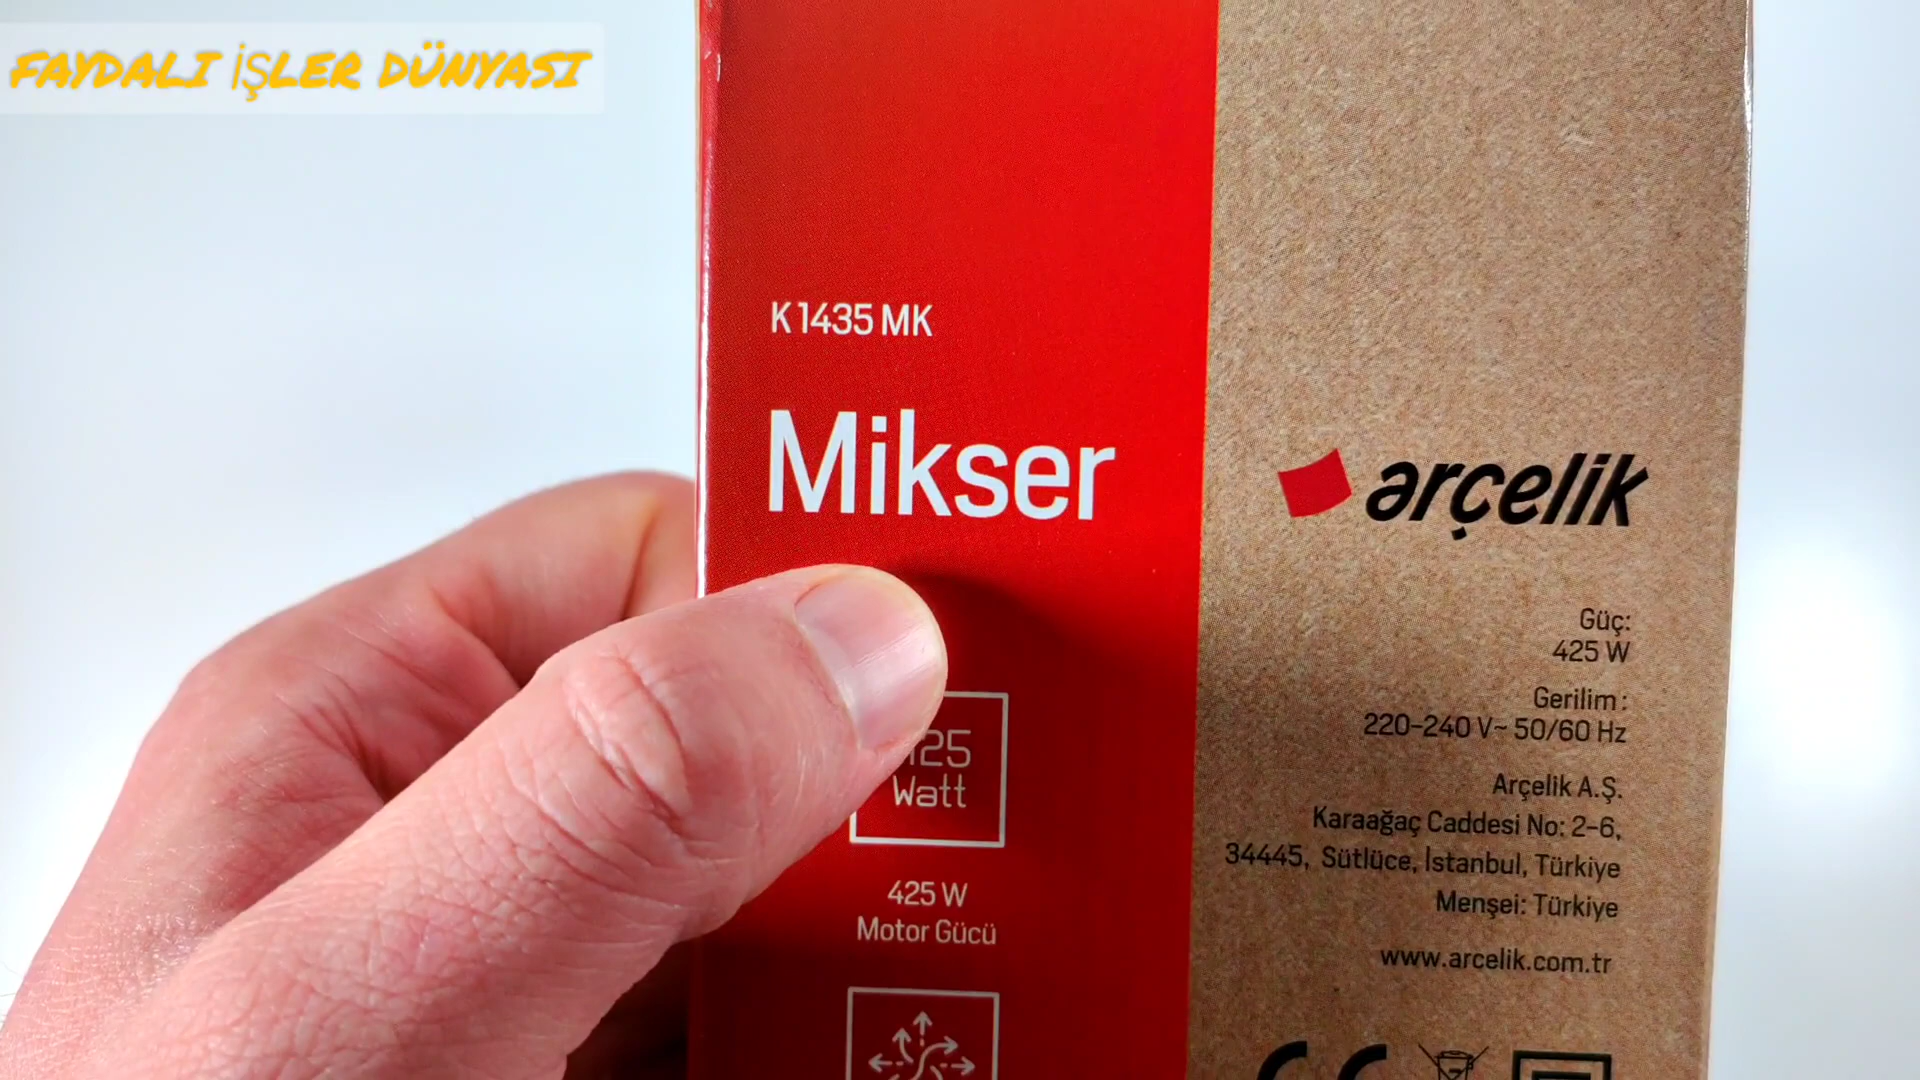 FAYDALI İŞLER DÜNYASI
K 1435 MK
Mikser
Watt
425 W
Motor Gücü
arçelik
Güç:
425 W
Gerilim :
220-240 V~ 50/60 Hz
Arçelik A.Ş.
Karaağaç Caddesi No: 2-6,
34445, Sütlüce, İstanbul, Türkiye
Menşei: Türkiye
www.arcelik.com.tr